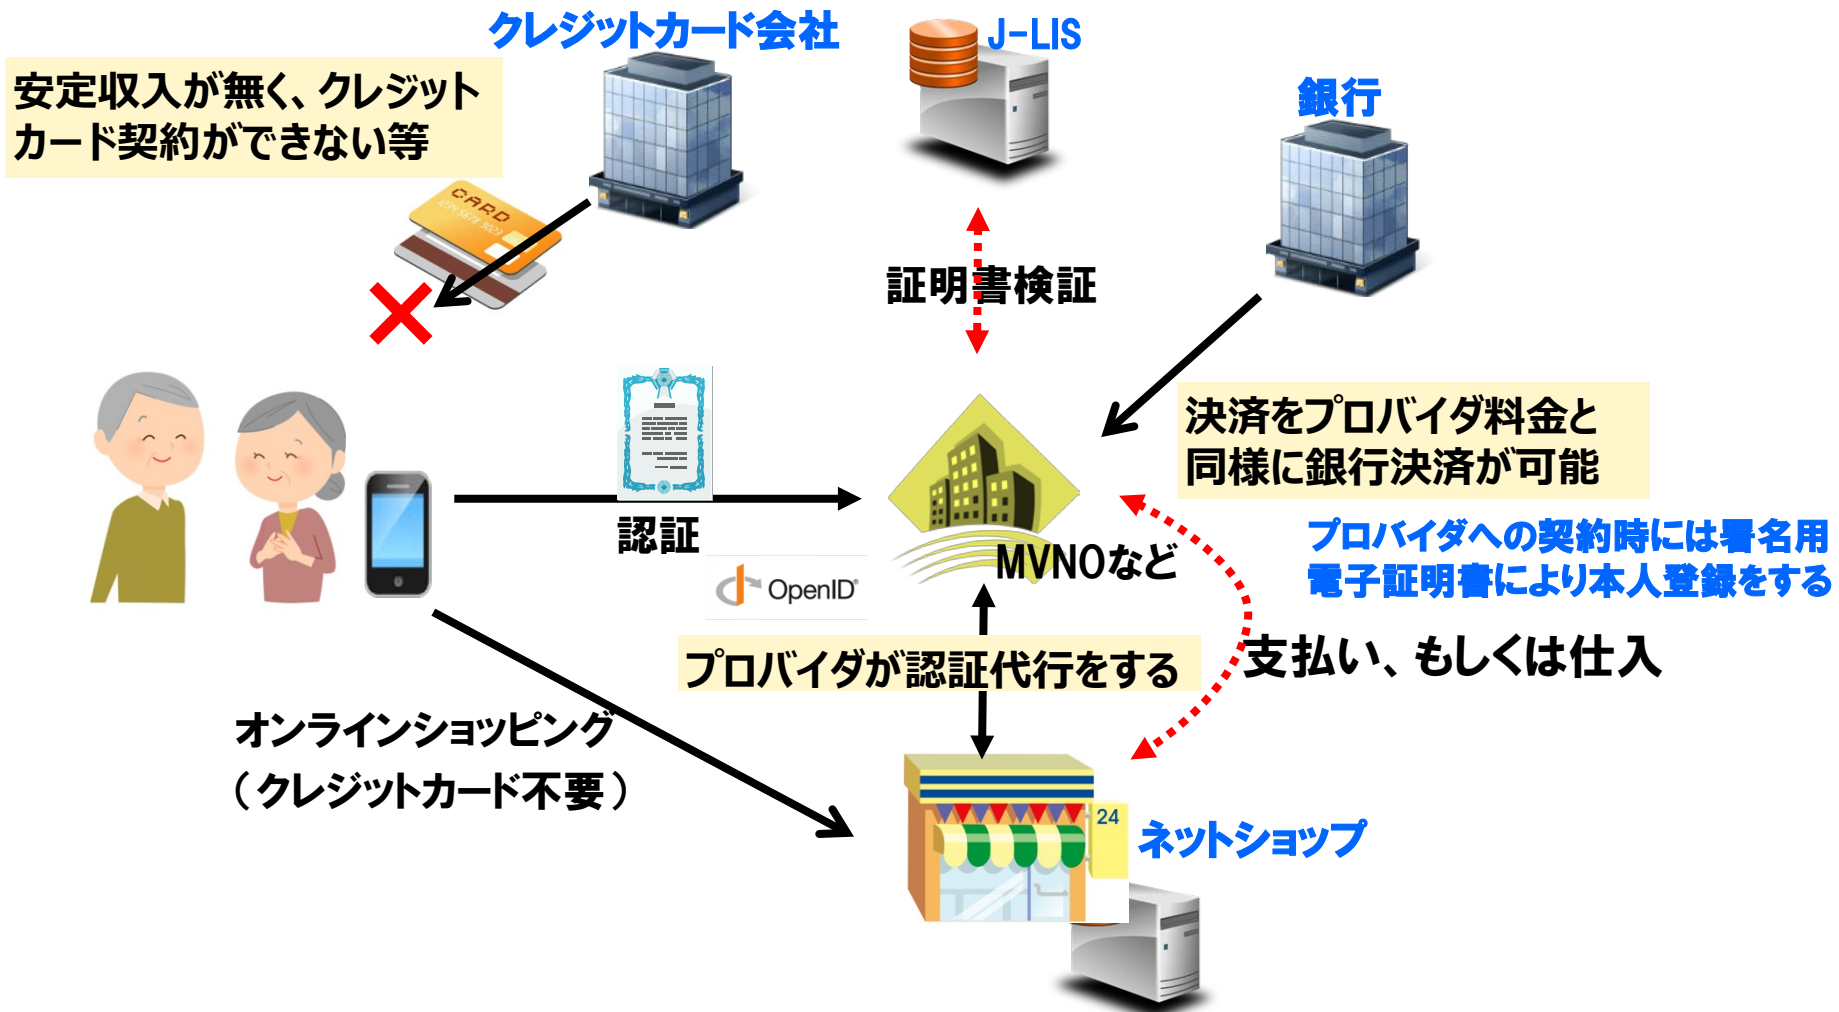 クレジットカード会社
J-LIS
安定収入が無く、クレジット
カード契約ができない等
銀行
CARD
1234 5678 9023
証明書検証
決済をプロバイダ料金と
同様に銀行決済が可能
認証
OpenID
MVNOなど
プロバイダへの契約時には署名用
電子証明書により本人登録をする
プロバイダが認証代行をする
支払い、もしくは仕入
オンラインショッピング
（クレジットカード不要）
24
ネットショップ